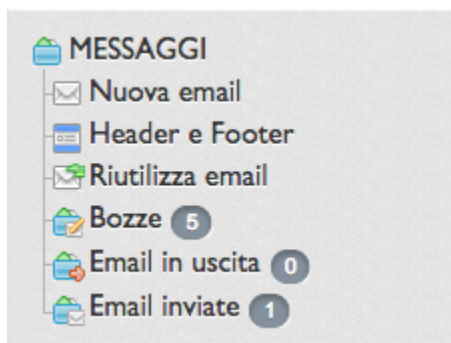 MESSAGGI
Nuova email
Header e Footer
Riutilizza email
Bozze 5
Email in uscita 0
Email inviate 1